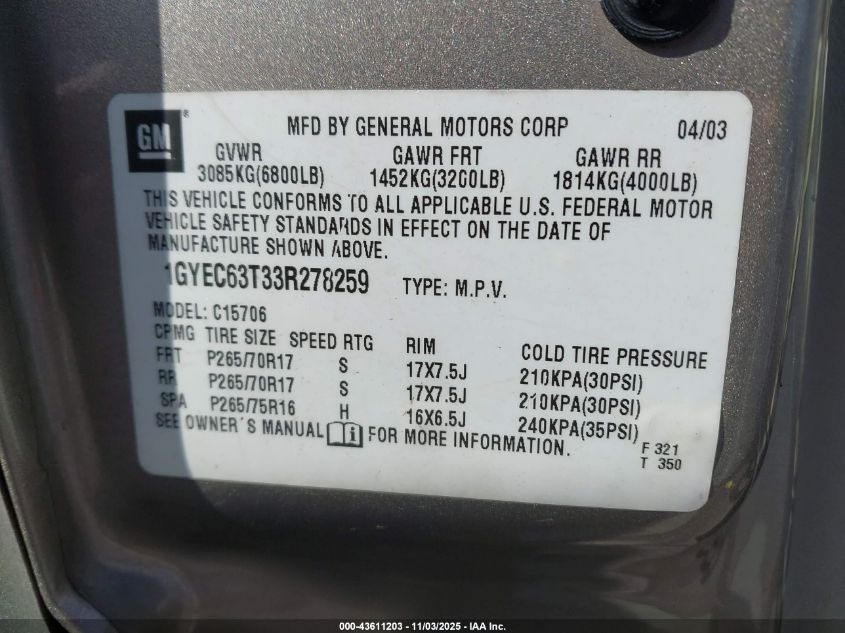 GM ®
MFD BY GENERAL MOTORS CORP 04/03
GVWR GAWR FRT GAWR RR
3085KG(6800LB) 1452KG(3200LB) 1814KG(4000LB)
THIS VEHICLE CONFORMS TO ALL APPLICABLE U.S. FEDERAL MOTOR
VEHICLE SAFETY STANDARDS IN EFFECT ON THE DATE OF
MANUFACTURE SHOWN ABOVE.
1GYEC63T33R278259 TYPE: M.P.V.
MODEL: C15706
CPMG TIRE SIZE SPEED RTG RIM COLD TIRE PRESSURE
FRT P265/70R17 S 17X7.5J 210KPA(30PSI)
RR P265/70R17 S 17X7.5J 210KPA(30PSI)
SPA P265/75R16 H 16X6.5J 240KPA(35PSI)
SEE OWNER´S MANUAL i FOR MORE INFORMATION.
F 321
T 350
000-43611203 - 11/03/2025 - IAA Inc.